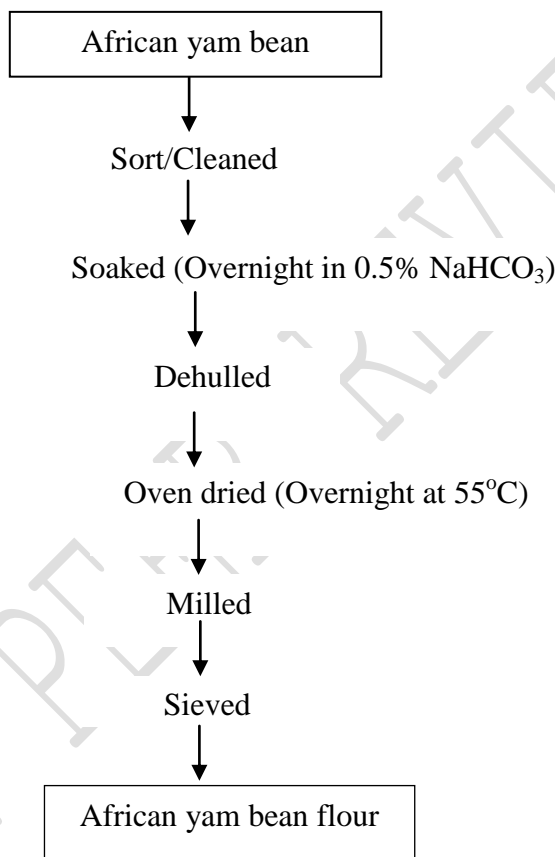 African yam bean
Sort/Cleaned
Soaked (Overnight in 0.5% NaHCO₃)
Dehulled
Oven dried (Overnight at 55°C)
Milled
Sieved
African yam bean flour